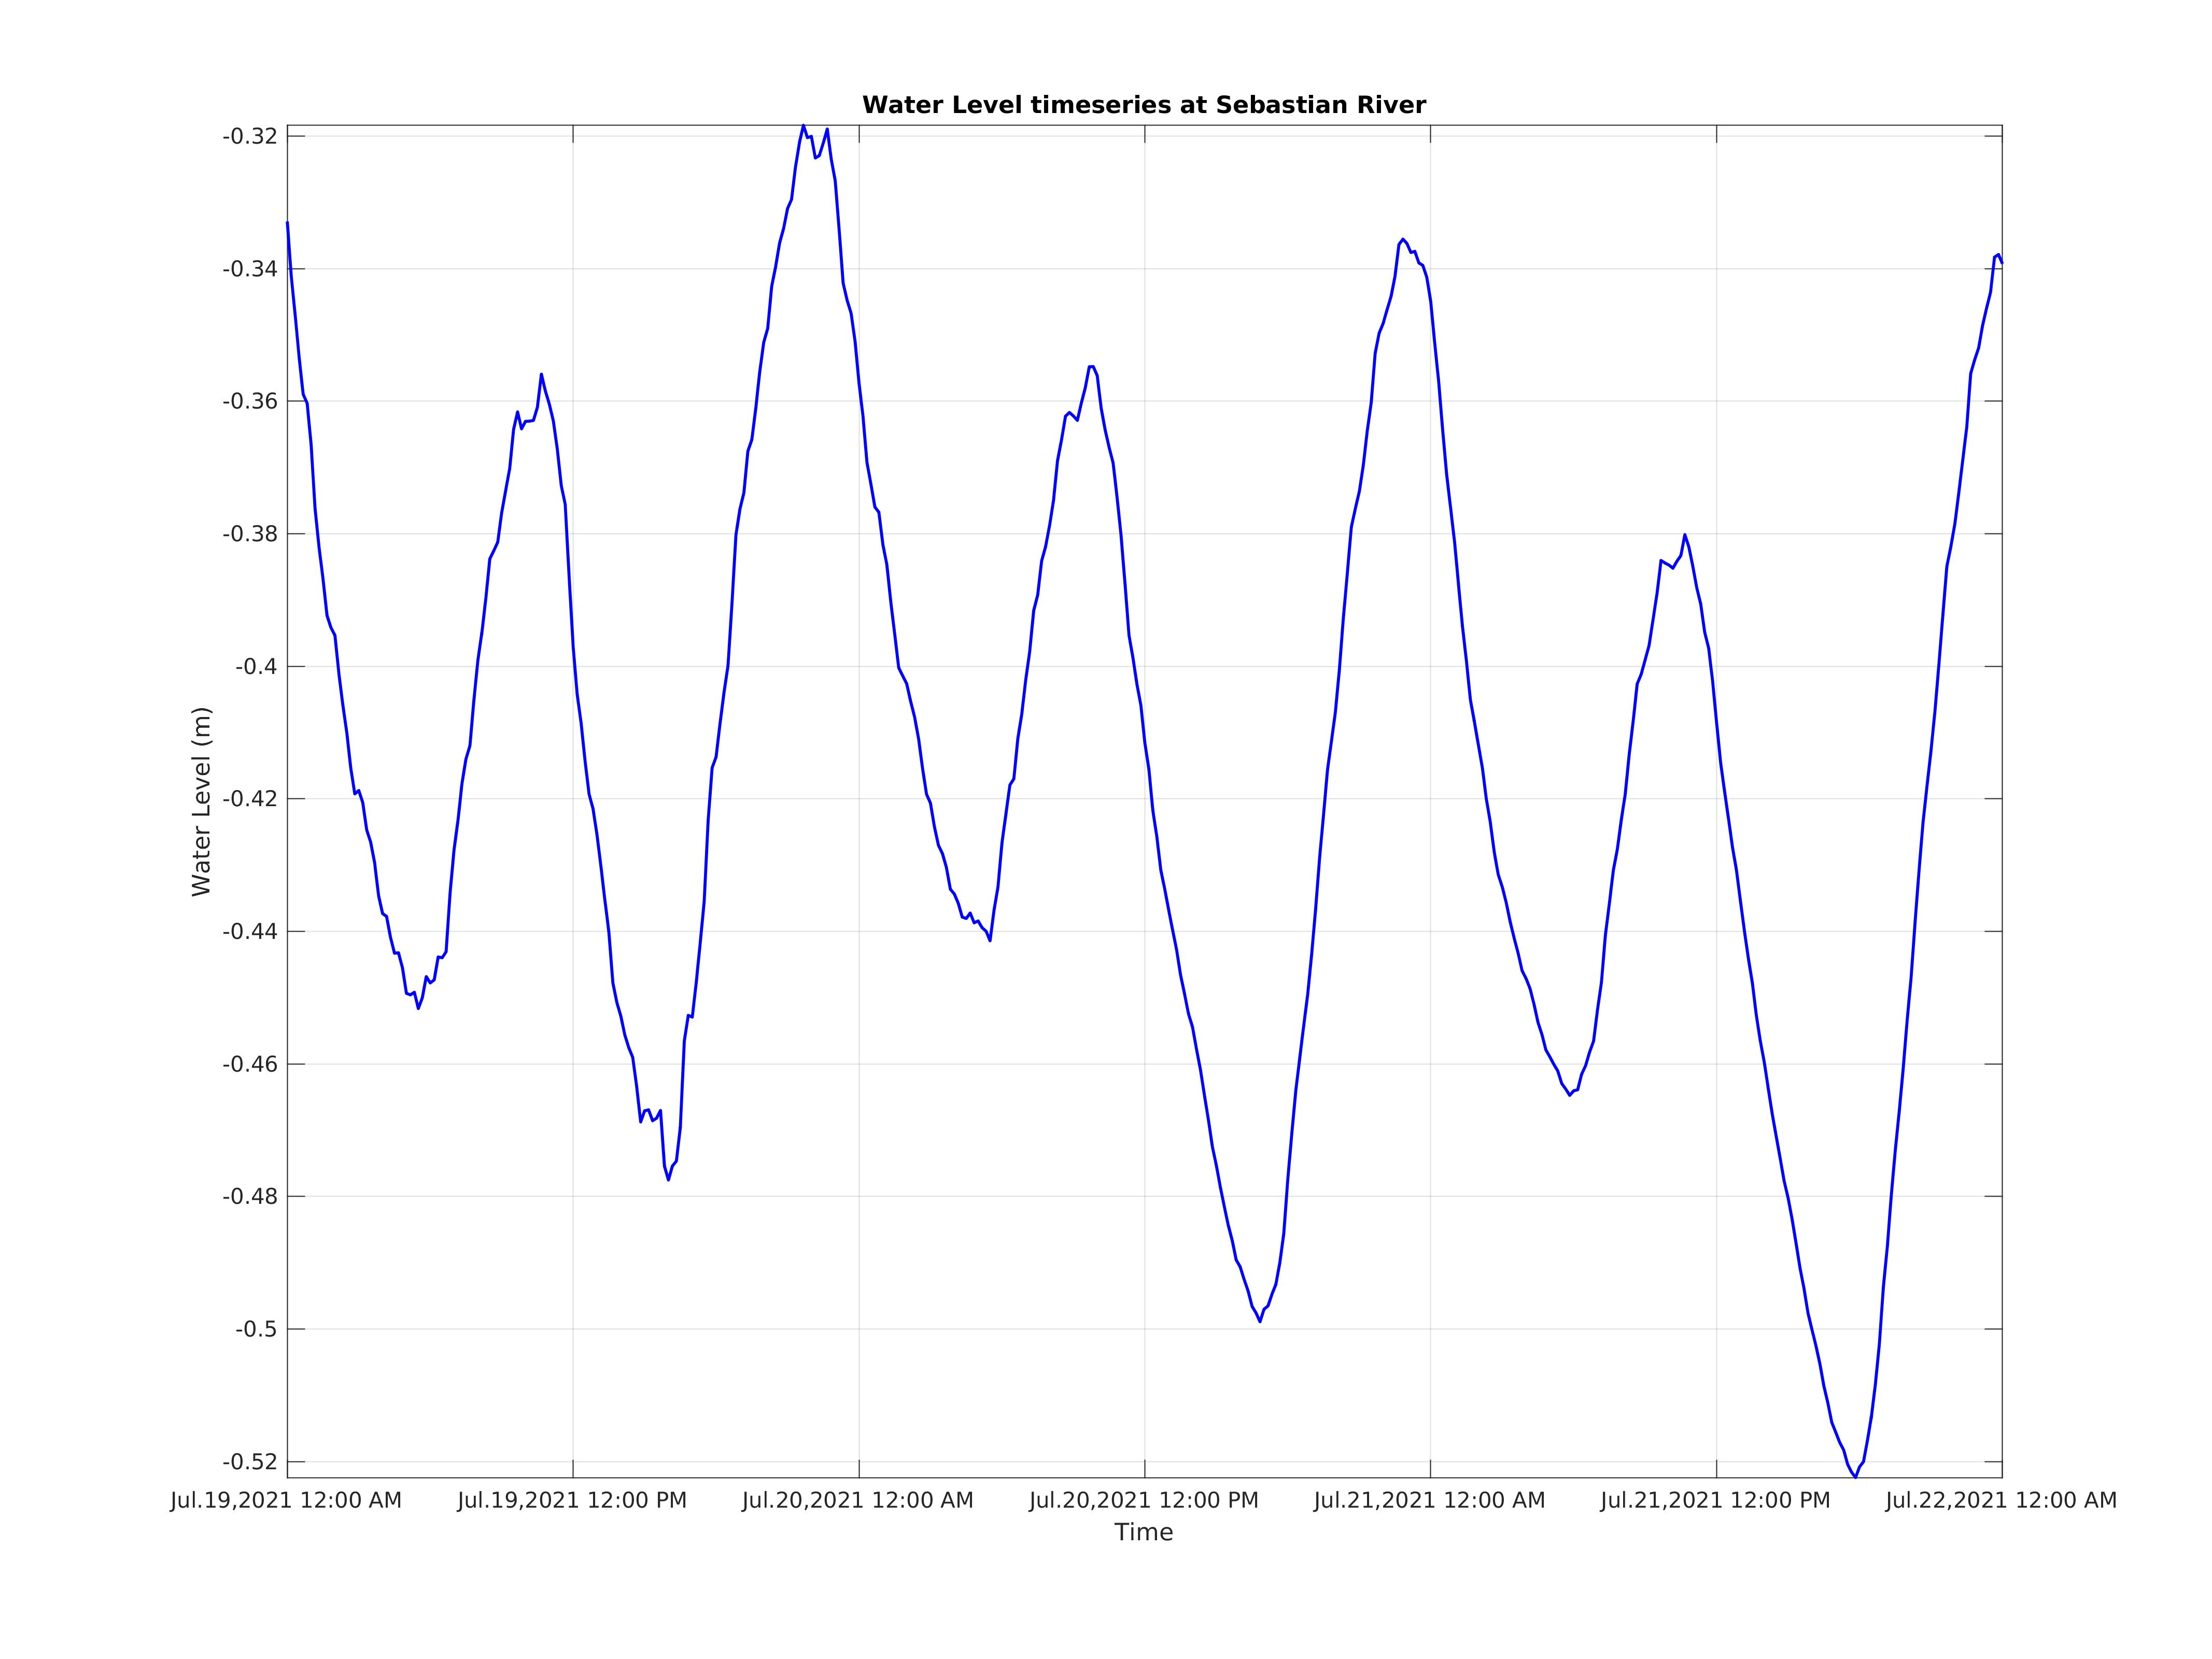 Water Level timeseries at Sebastian River
-0.32
-0.34
-0.36
-0.38
-0.4
-0.42
-0.44
-0.46
-0.48
-0.5
-0.52
Water Level (m)
Jul.19,2021 12:00 AM
Jul.19,2021 12:00 PM
Jul.20,2021 12:00 AM
Jul.20,2021 12:00 PM
Jul.21,2021 12:00 AM
Jul.21,2021 12:00 PM
Jul.22,2021 12:00 AM
Time